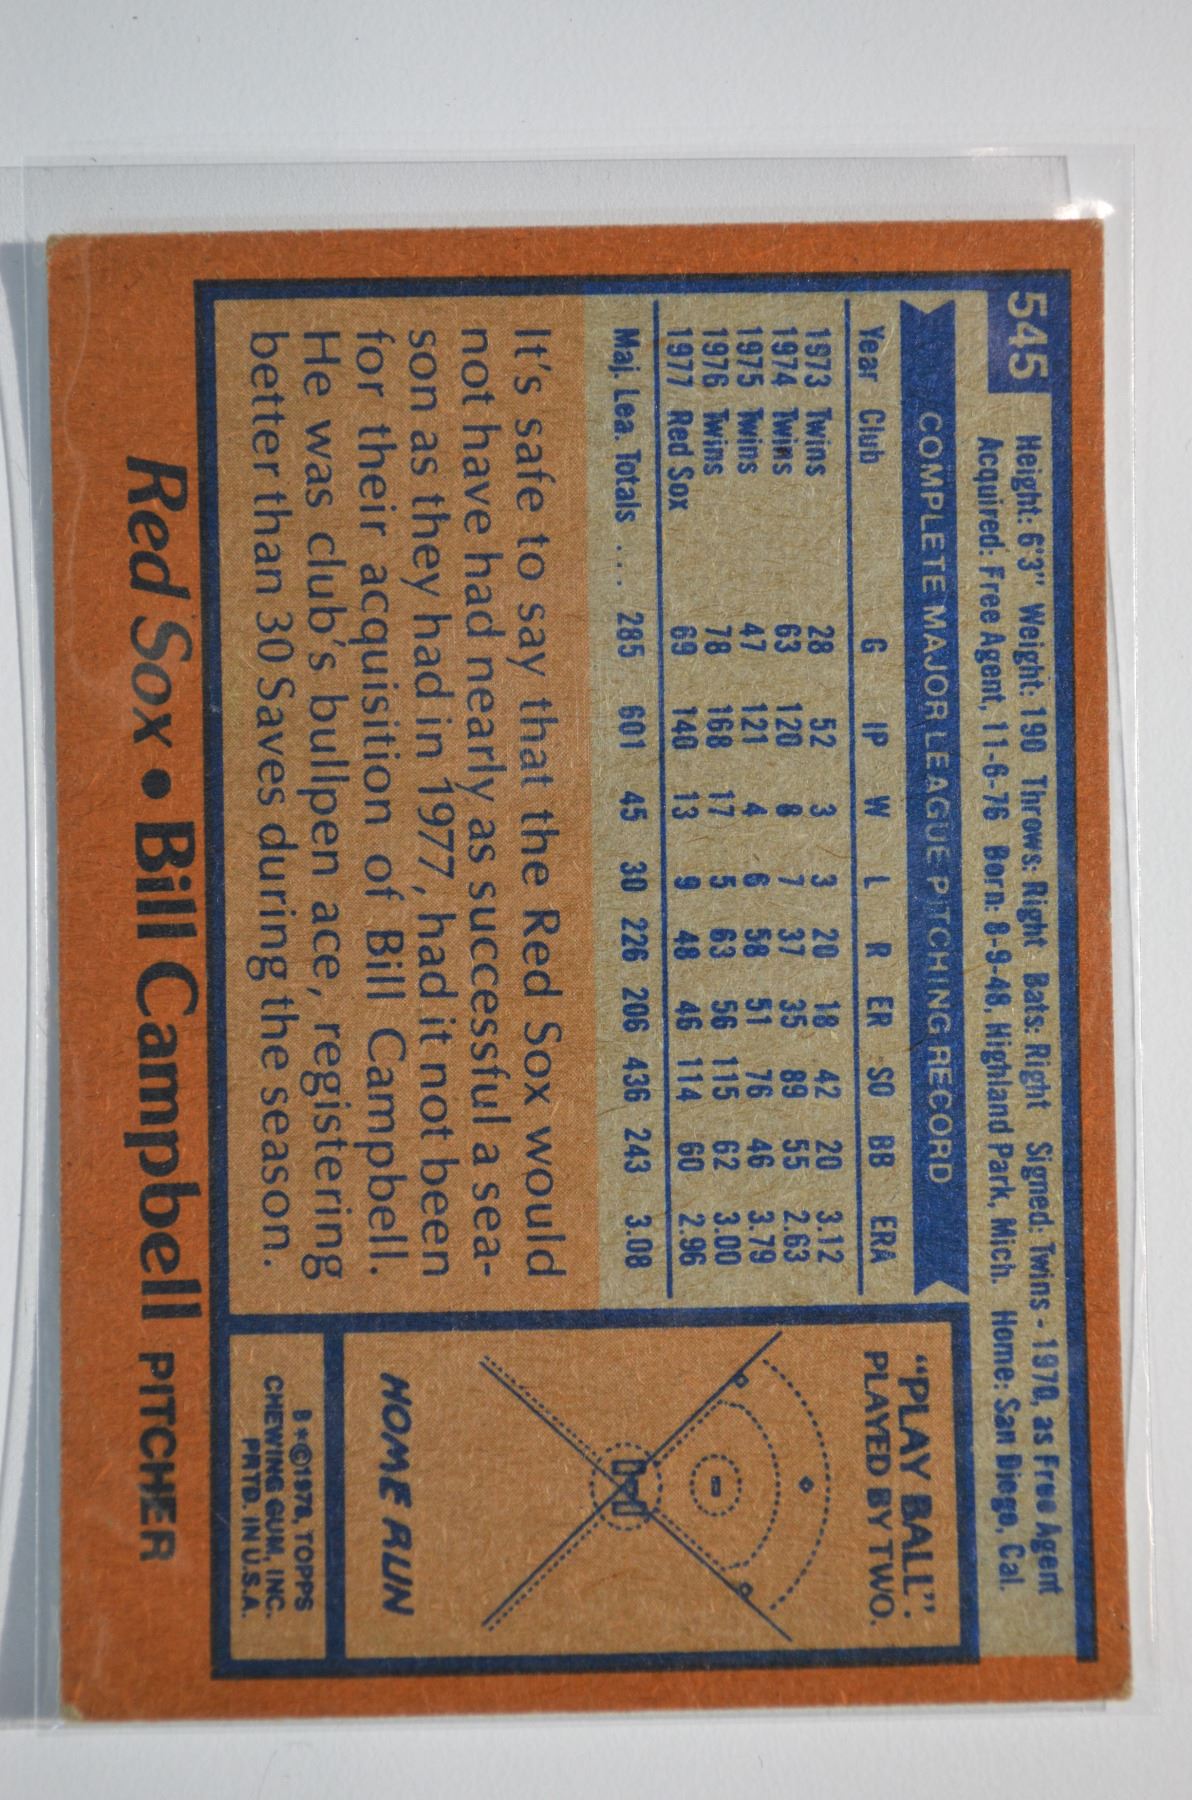 545
Height: 6'3" Weight: 190 Throws: Right Bats: Right Signed: Twins - 1970, as Free Agent
Acquired: Free Agent, 11-6-76 Born: 8-9-48, Highland Park, Mich. Home: San Diego, Cal.
COMPLETE MAJOR LEAGUE PITCHING RECORD
Year Club G IP W L R ER SO BB ERA
1973 Twins 28 52 3 3 20 18 42 20 3.12
1974 Twins 63 120 8 7 37 35 89 55 2.63
1975 Twins 47 121 4 6 58 51 76 46 3.79
1976 Twins 78 168 17 5 63 56 115 62 3.00
1977 Red Sox 69 140 13 9 48 46 114 60 2.96
Maj. Lea. Totals .... 285 601 45 30 226 206 436 243 3.08
It's safe to say that the Red Sox would
not have had nearly as successful a sea-
son as they had in 1977, had it not been
for their acquisition of Bill Campbell.
He was club's bullpen ace, registering
better than 30 Saves during the season.
"PLAY BALL":
PLAYED BY TWO.
HOME RUN
B*©1978, TOPPS
CHEWING GUM, INC.
PRTD. IN U.S.A.
Red Sox • Bill Campbell PITCHER